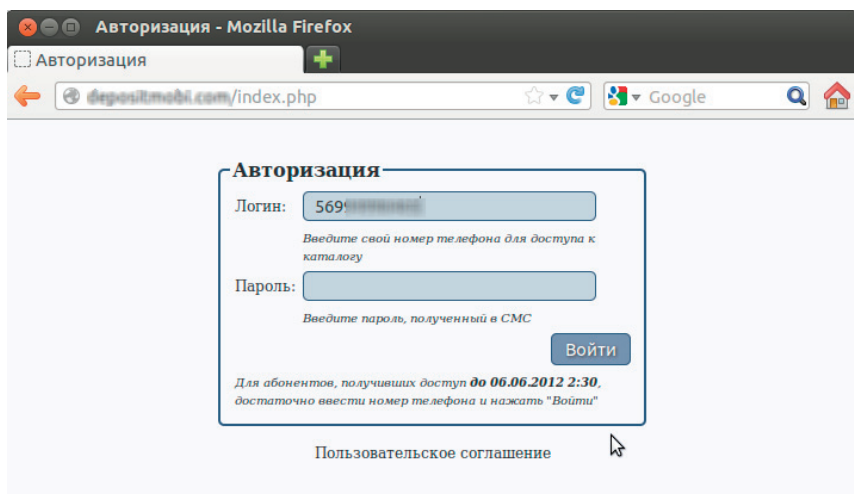 Авторизация - Mozilla Firefox
Авторизация
/index.php
Google
Авторизация
Логин: 569
Введите свой номер телефона для доступа к
каталогу
Пароль:
Введите пароль, полученный в СМС
Войти
Для абонентов, получивших доступ до 06.06.2012 2:30,
достаточно ввести номер телефона и нажать "Войти"
Пользовательское соглашение